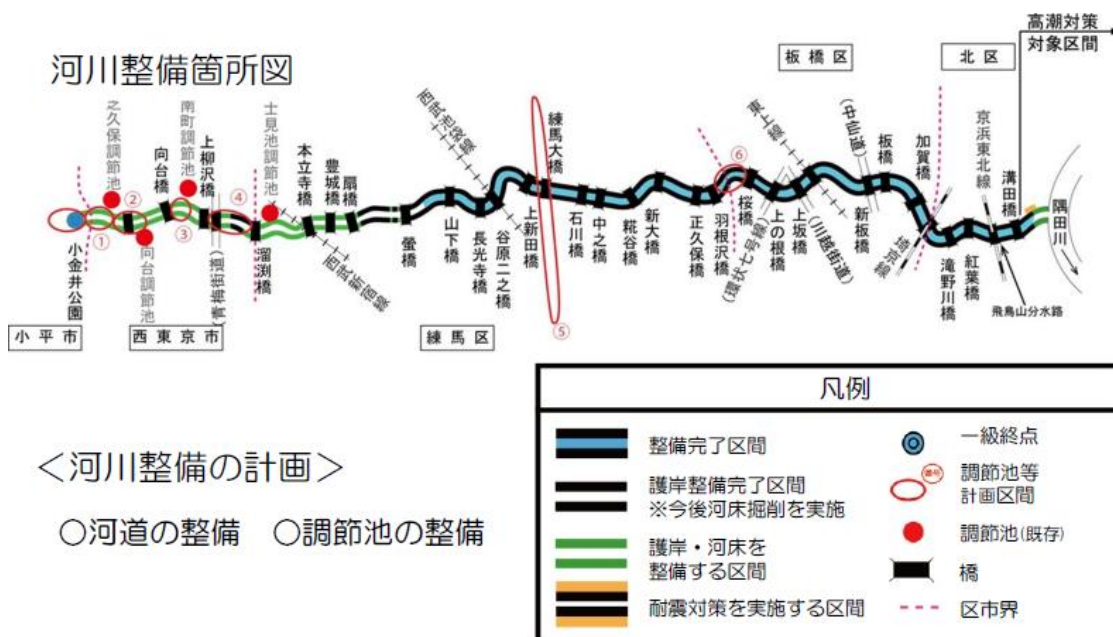 河川整備箇所図
高潮対策
対象区間
板橋区
北区
小平市
西東京市
練馬区
小金井公園
①
之久保調節池
②
向台橋
向台調節池
南町調節池
③
上柳沢橋
④
(青梅街道)
溜渕橋
士見池調節池
本立寺橋
西武新宿線
豊城橋
扇橋
螢橋
西武池袋線
山下橋
長光寺橋
谷原二之橋
上新田橋
練馬大橋
⑤
石川橋
中之橋
糀谷橋
新大橋
正久保橋
羽根沢橋
⑥
桜橋
(環状七号線)
上の根橋
東上線
上坂橋
(川越街道)
新板橋
(中仙道)
板橋
加賀橋
埼京線
滝野川橋
紅葉橋
京浜東北線
溝田橋
飛鳥山分水路
隅田川
凡例
整備完了区間
護岸整備完了区間
※今後河床掘削を実施
護岸・河床を
整備する区間
耐震対策を実施する区間
一級終点
番号
調節池等
計画区間
調節池(既存)
橋
区市界
<河川整備の計画>
○河道の整備 ○調節池の整備